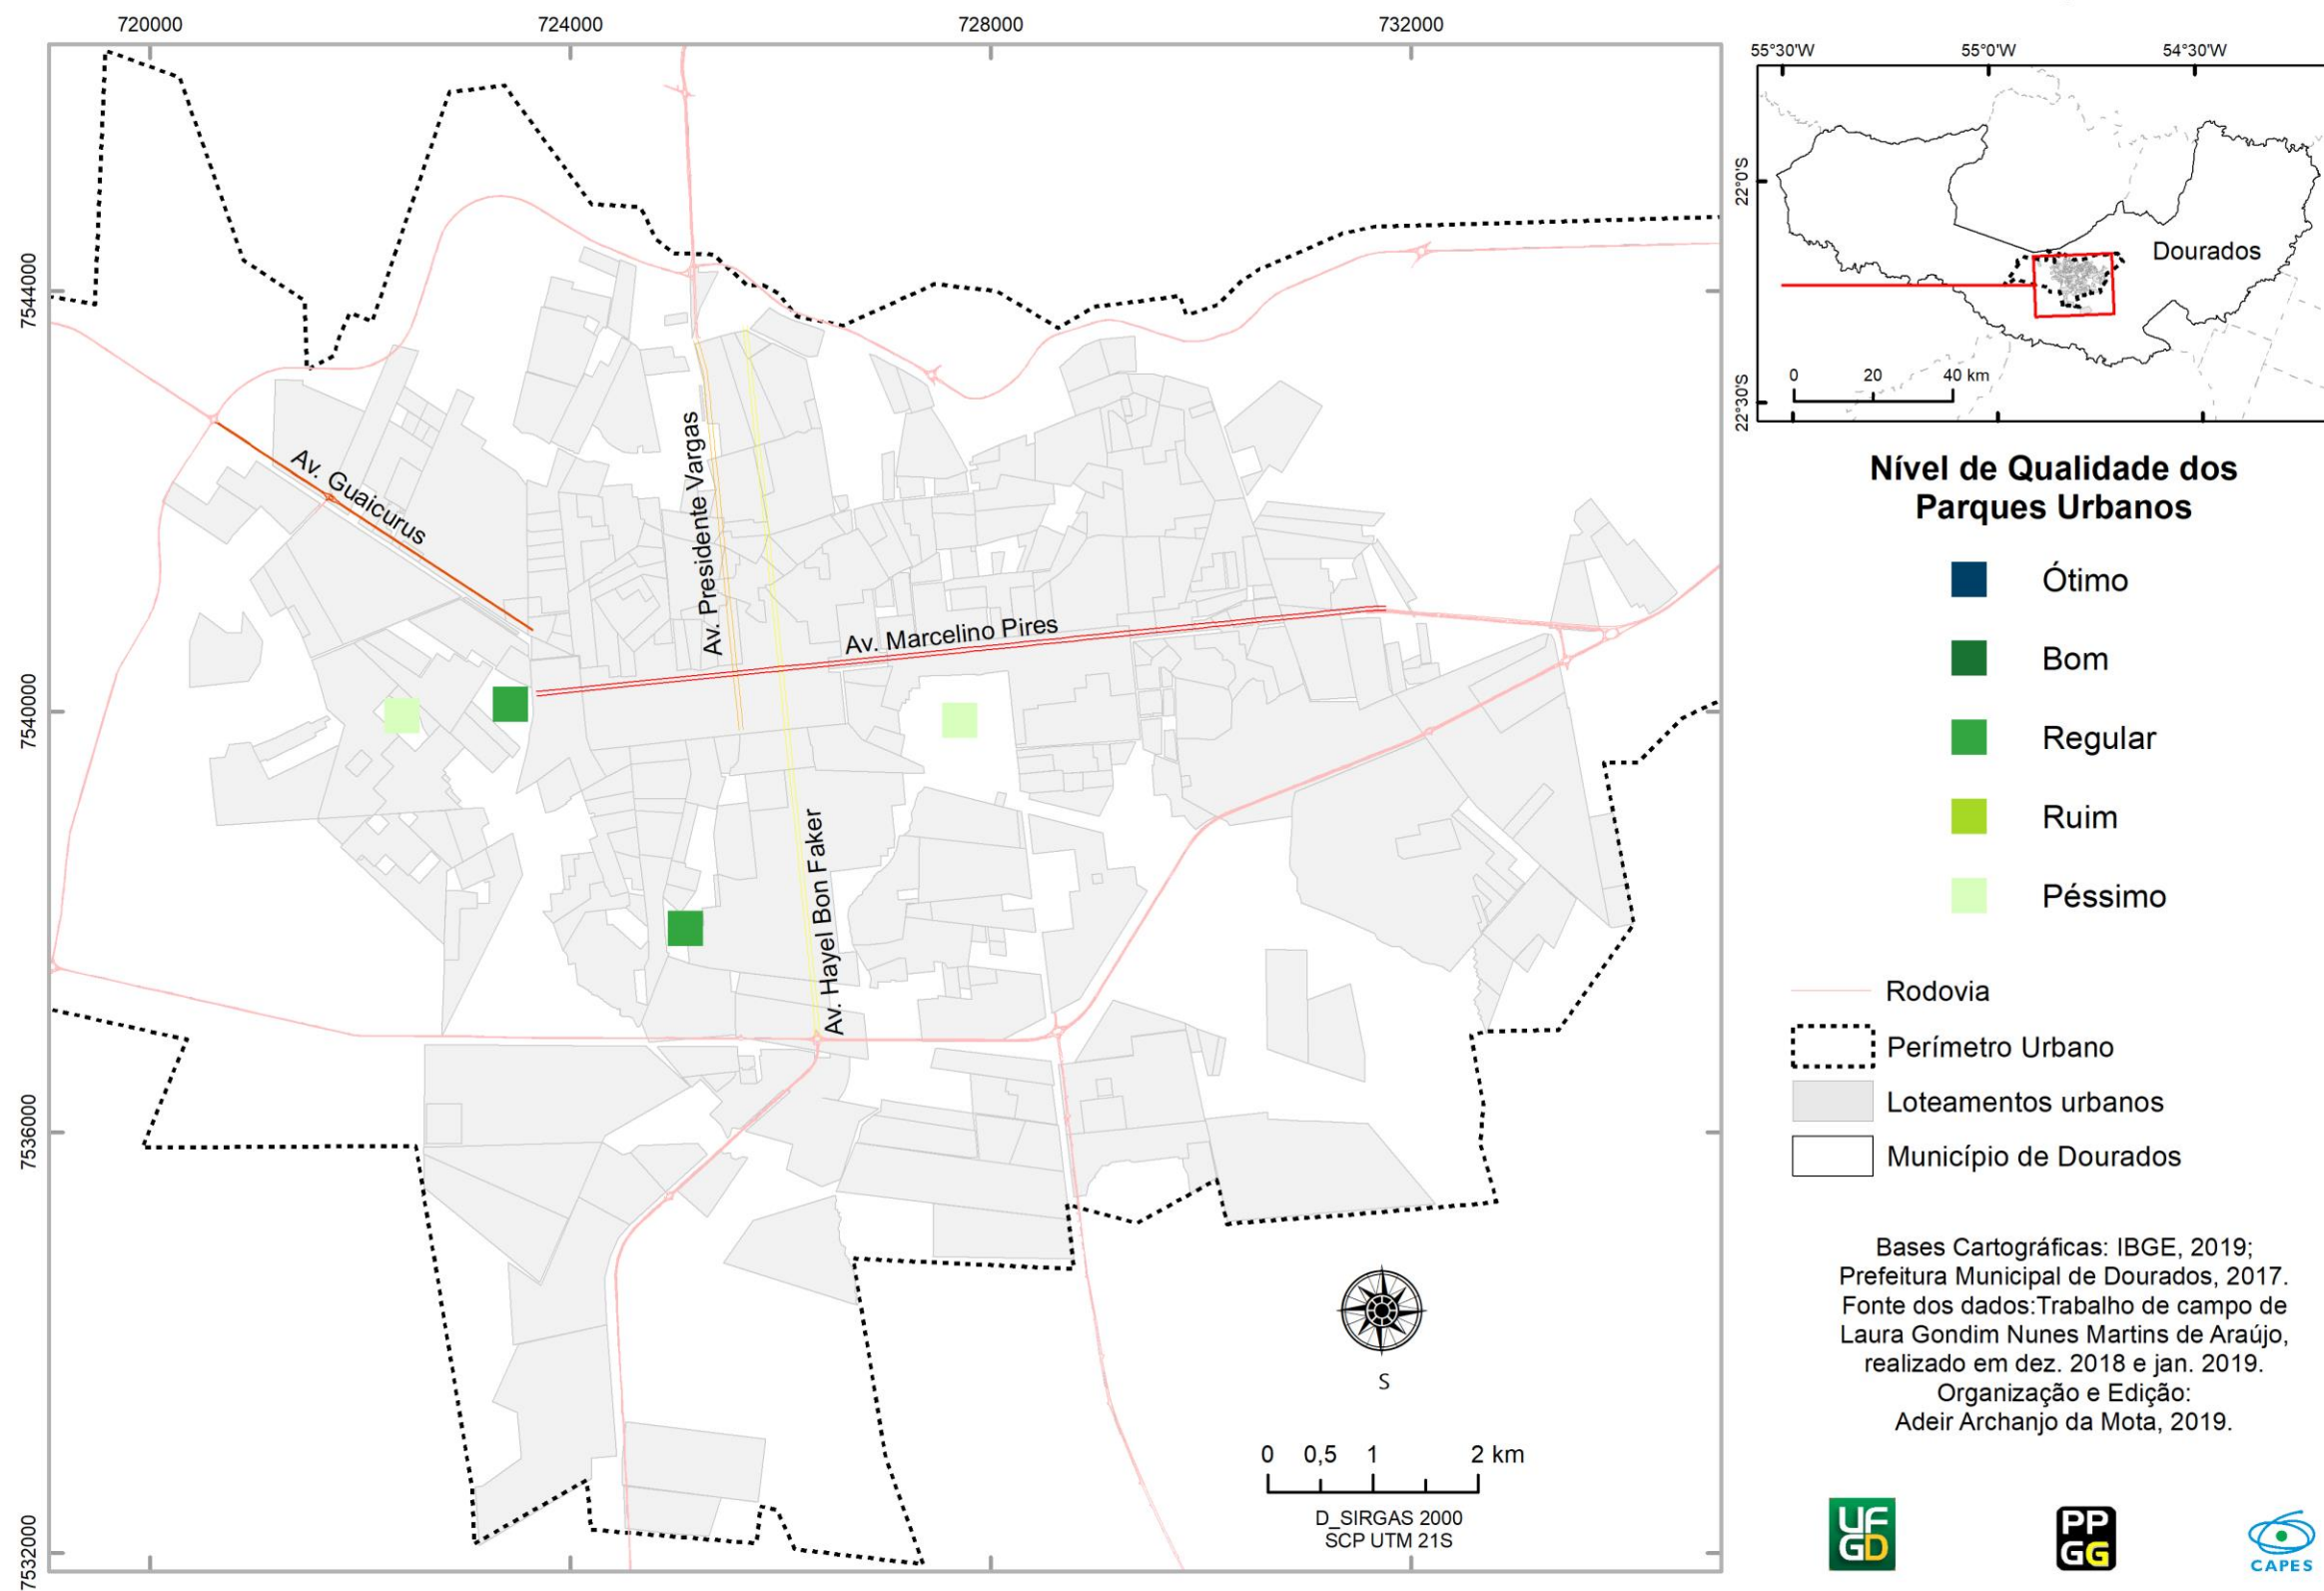 720000
724000
728000
732000
7544000
7540000
7536000
7532000
Av. Guaicurus
Av. Presidente Vargas
Av. Marcelino Pires
Av. Hayel Bon Faker
S
0 0,5 1 2 km
D_SIRGAS 2000
SCP UTM 21S
55°30'W 55°0'W 54°30'W
22°0'S
22°30'S
Dourados
0 20 40 km
Nível de Qualidade dos
Parques Urbanos
Ótimo
Bom
Regular
Ruim
Péssimo
Rodovia
Perímetro Urbano
Loteamentos urbanos
Município de Dourados
Bases Cartográficas: IBGE, 2019;
Prefeitura Municipal de Dourados, 2017.
Fonte dos dados:Trabalho de campo de
Laura Gondim Nunes Martins de Araújo,
realizado em dez. 2018 e jan. 2019.
Organização e Edição:
Adeir Archanjo da Mota, 2019.
UF
GD
PP
GG
CAPES